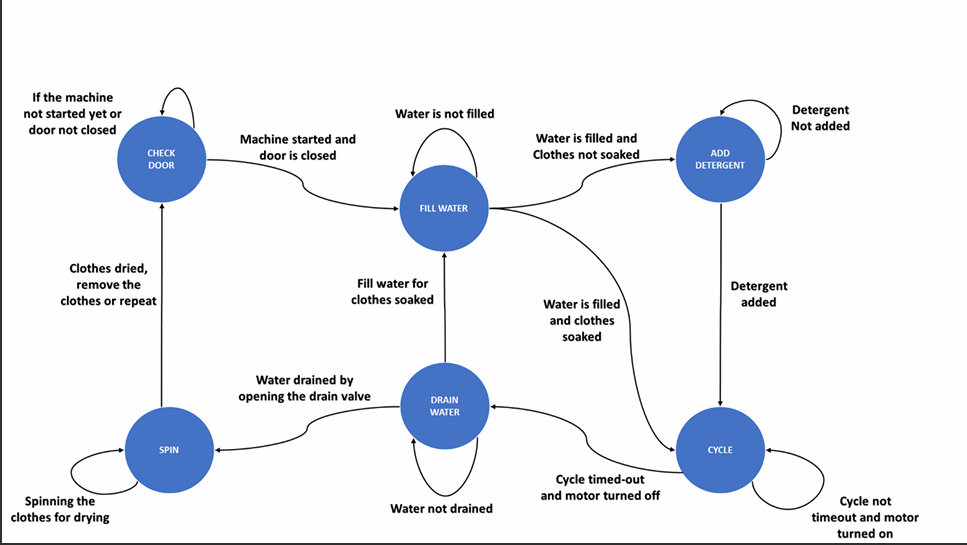 If the machine
not started yet or
door not closed
CHECK
DOOR
Machine started and
door is closed
Water is not filled
FILL WATER
Water is filled and
Clothes not soaked
ADD
DETERGENT
Detergent
Not added
Clothes dried,
remove the
clothes or repeat
Fill water for
clothes soaked
Water is filled
and clothes
soaked
Detergent
added
Water drained by
opening the drain valve
DRAIN
WATER
SPIN
CYCLE
Spinning the
clothes for drying
Water not drained
Cycle timed-out
and motor turned off
Cycle not
timeout and motor
turned on